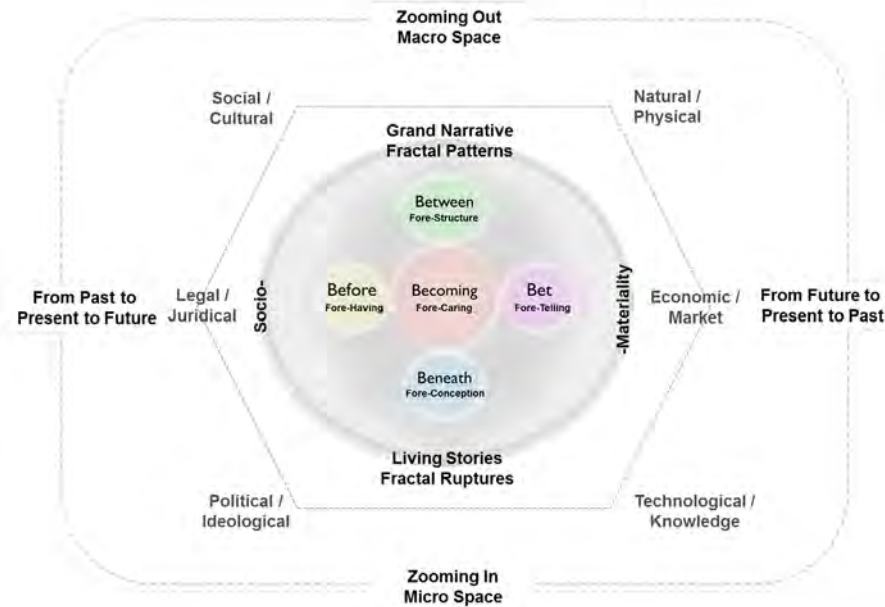 Zooming Out
Macro Space
Social /
Cultural
Natural /
Physical
Grand Narrative
Fractal Patterns
Between
Fore-Structure
From Past to
Present to Future
Legal /
Juridical
Socio-
Before
Fore-Having
Becoming
Fore-Caring
Bet
Fore-Telling
-Materiality
Economic /
Market
From Future to
Present to Past
Beneath
Fore-Conception
Living Stories
Fractal Ruptures
Political /
Ideological
Technological /
Knowledge
Zooming In
Micro Space